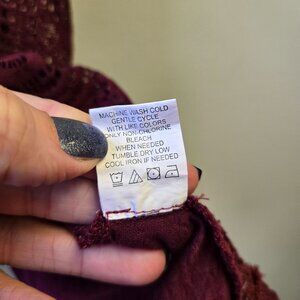 MACHINE WASH COLD
GENTLE CYCLE
WITH LIKE COLORS
ONLY NON-CHLORINE
BLEACH
WHEN NEEDED
TUMBLE DRY LOW
COOL IRON IF NEEDED